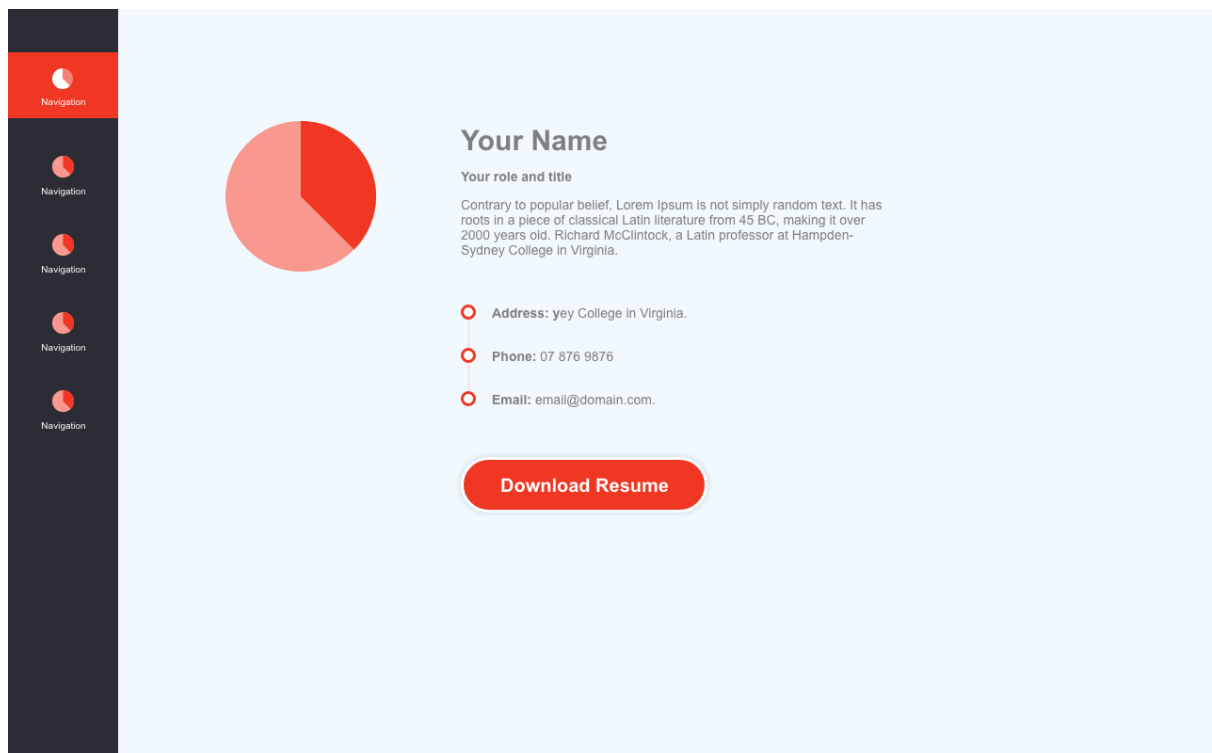 Navigation
Navigation
Navigation
Navigation
Navigation
Your Name
Your role and title
Contrary to popular belief, Lorem Ipsum is not simply random text. It has
roots in a piece of classical Latin literature from 45 BC, making it over
2000 years old. Richard McClintock, a Latin professor at Hampden-
Sydney College in Virginia.
Address: yey College in Virginia.
Phone: 07 876 9876
Email: email@domain.com.
Download Resume